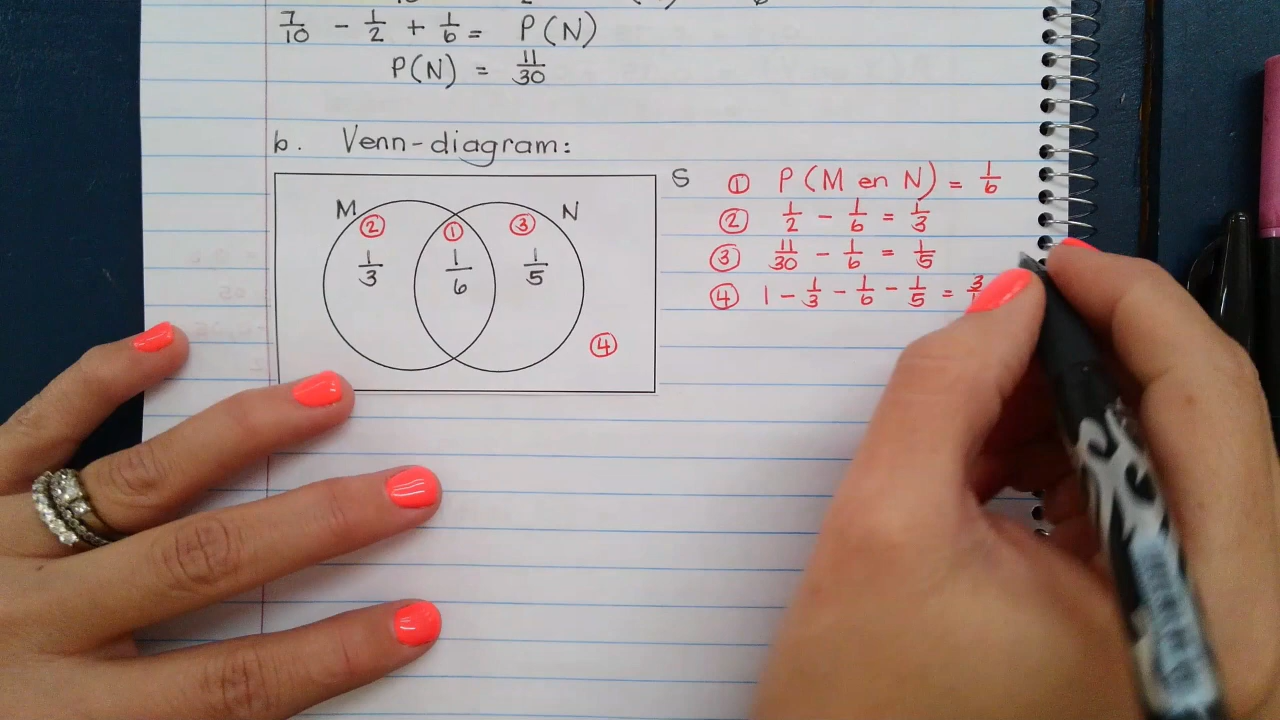 7/10 - 1/2 + 1/6 = P(N)
P(N) = 11/30
b. Venn-diagram:
S
M
N
② ① ③
1/3 1/6 1/5
④
① P(M en N) = 1/6
② 1/2 - 1/6 = 1/3
③ 11/30 - 1/6 = 1/5
④ 1 - 1/3 - 1/6 - 1/5 = 3/